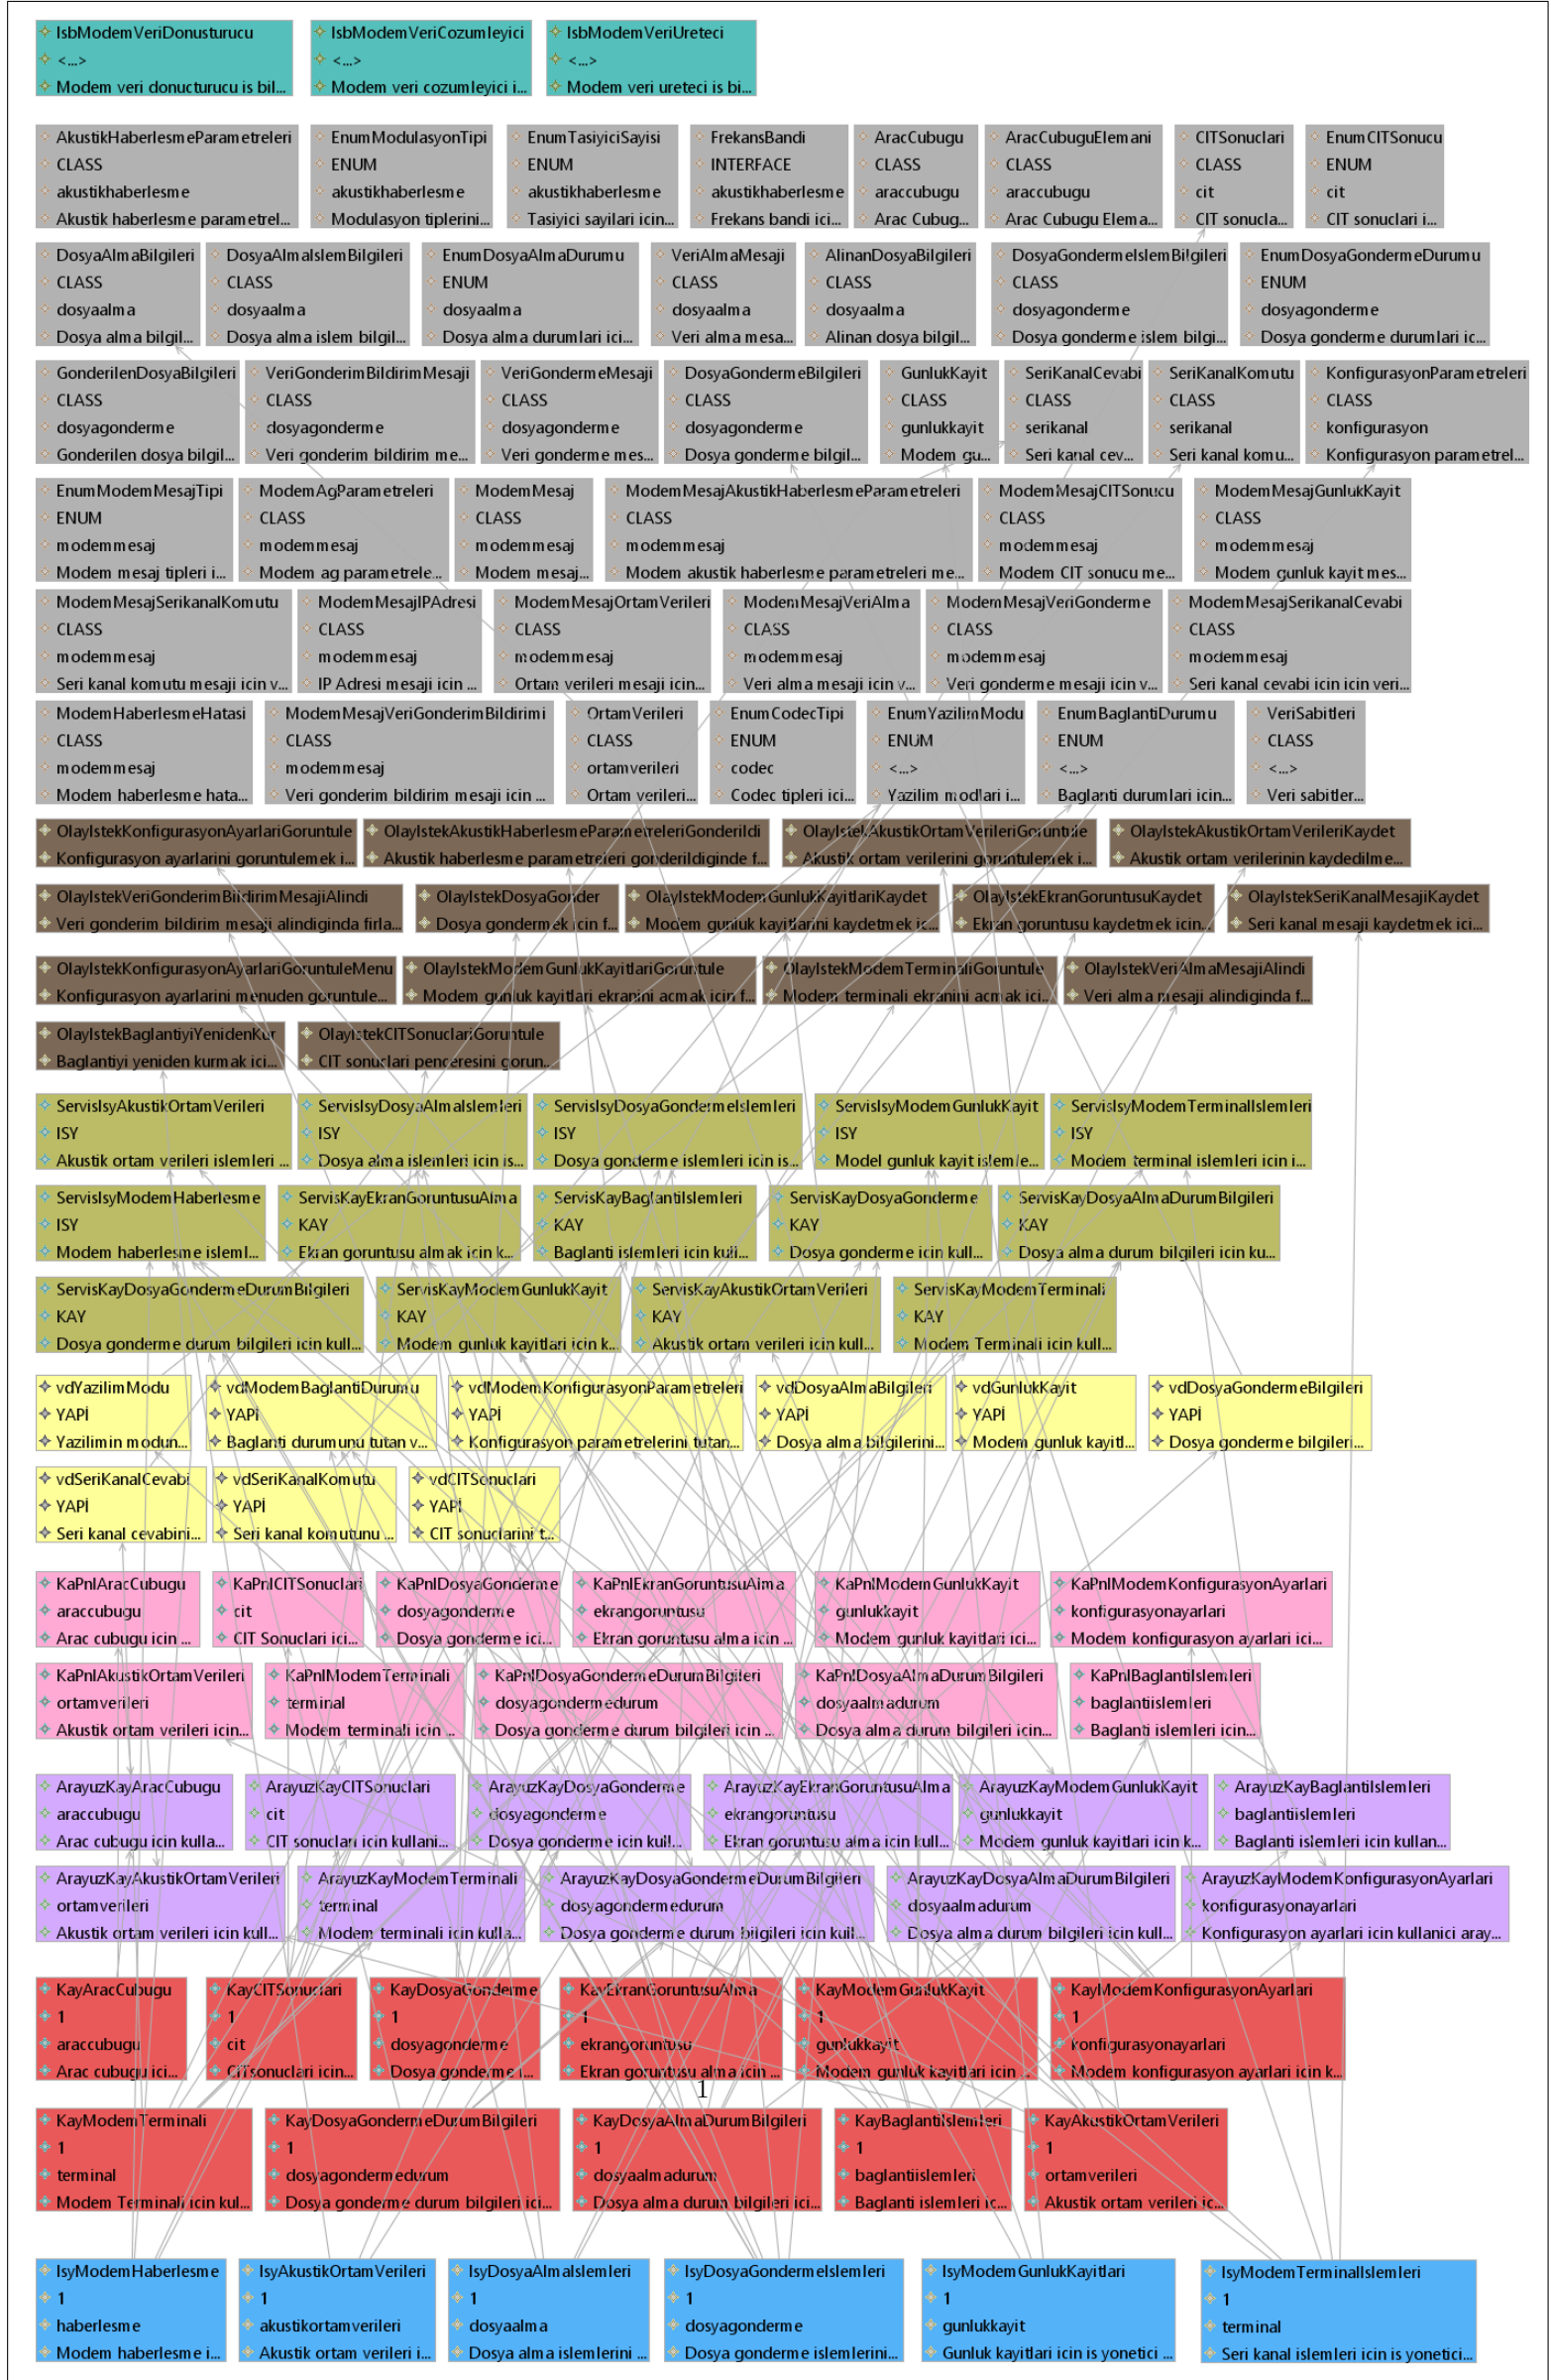 IsbModemVeriDonusturucu
<...>
Modem veri donucturucu is bil...
IsbModemVeriCozumleyici
<...>
Modem veri cozumleyici i...
IsbModemVeriUreteci
<...>
Modem veri ureteci is bi...
AkustikHaberlesmeParametreleri
CLASS
akustikhaberlesme
Akustik haberlesme parametrel...
EnumModulasyonTipi
ENUM
akustikhaberlesme
Modulasyon tiplerini...
EnumTasiyiciSayisi
ENUM
akustikhaberlesme
Tasiyici sayilari icin...
FrekansBandi
INTERFACE
akustikhaberlesme
Frekans bandi ici...
AracCubugu
CLASS
araccubugu
Arac Cubug...
AracCubuguElemani
CLASS
araccubugu
Arac Cubugu Elema...
CITSonuclari
CLASS
cit
CIT sonucla...
EnumCITSonucu
ENUM
cit
CIT sonuclari i...
DosyaAlmaBilgileri
CLASS
dosyaalma
Dosya alma bilgil...
DosyaAlmaIslemBilgileri
CLASS
dosyaalma
Dosya alma islem bilgil...
EnumDosyaAlmaDurumu
ENUM
dosyaalma
Dosya alma durumlari ici...
VeriAlmaMesaji
CLASS
dosyaalma
Veri alma mesa...
AlinanDosyaBilgileri
CLASS
dosyaalma
Alinan dosya bilgil...
DosyaGondermeIslemBilgileri
CLASS
dosyagonderme
Dosya gonderme islem bilgi...
EnumDosyaGondermeDurumu
ENUM
dosyagonderme
Dosya gonderme durumlari ic...
GonderilenDosyaBilgileri
CLASS
dosyagonderme
Gonderilen dosya bilgil...
VeriGonderimBildirimMesaji
CLASS
dosyagonderme
Veri gonderim bildirim me...
VeriGondermeMesaji
CLASS
dosyagonderme
Veri gonderme mes...
DosyaGondermeBilgileri
CLASS
dosyagonderme
Dosya gonderme bilgil...
GunlukKayit
CLASS
gunlukkayit
Modem gu...
SeriKanalCevabi
CLASS
serikanal
Seri kanal cev...
SeriKanalKomutu
CLASS
serikanal
Seri kanal komu...
KonfigurasyonParametreleri
CLASS
konfigurasyon
Konfigurasyon parametrel...
EnumModemMesajTipi
ENUM
modemmesaj
Modem mesaj tipleri i...
ModemAgParametreleri
CLASS
modemmesaj
Modem ag parametrele...
ModemMesaj
CLASS
modemmesaj
Modem mesaj...
ModemMesajAkustikHaberlesmeParametreleri
CLASS
modemmesaj
Modem akustik haberlesme parametreleri me...
ModemMesajCITSonucu
CLASS
modemmesaj
Modem CIT sonucu me...
ModemMesajGunlukKayit
CLASS
modemmesaj
Modem gunluk kayit mes...
ModemMesajSerikanalKomutu
CLASS
modemmesaj
Seri kanal komutu mesaji icin v...
ModemMesajIPAdresi
CLASS
modemmesaj
IP Adresi mesaji icin ...
ModemMesajOrtamVerileri
CLASS
modemmesaj
Ortam verileri mesaji icin...
ModemMesajVeriAlma
CLASS
modemmesaj
Veri alma mesaji icin v...
ModemMesajVeriGonderme
CLASS
modemmesaj
Veri gonderme mesaji icin v...
ModemMesajSerikanalCevabi
CLASS
modemmesaj
Seri kanal cevabi icin icin veri...
ModemHaberlesmeHatasi
CLASS
modemmesaj
Modem haberlesme hata...
ModemMesajVeriGonderimBildirimi
CLASS
modemmesaj
Veri gonderim bildirim mesaji icin ...
OrtamVerileri
CLASS
ortamverileri
Ortam verileri...
EnumCodecTipi
ENUM
codec
Codec tipleri ici...
EnumYazilimModu
ENUM
<...>
Yazilim modlari i...
EnumBaglantiDurumu
ENUM
<...>
Baglanti durumlari icin...
VeriSabitleri
CLASS
<...>
Veri sabitler...
OlayIstekKonfigurasyonAyarlariGoruntule
Konfigurasyon ayarlarini goruntulemek i...
OlayIstekAkustikHaberlesmeParametreleriGonderildi
Akustik haberlesme parametreleri gonderildiginde f...
OlayIstekAkustikOrtamVerileriGoruntule
Akustik ortam verilerini goruntulemek i...
OlayIstekAkustikOrtamVerileriKaydet
Akustik ortam verilerinin kaydedilme...
OlayIstekVeriGonderimBildirimMesajiAlindi
Veri gonderim bildirim mesaji alindiginda firla...
OlayIstekDosyaGonder
Dosya gondermek icin f...
OlayIstekModemGunlukKayitlariKaydet
Modem gunluk kayitlarini kaydetmek ic...
OlayIstekEkranGoruntusuKaydet
Ekran goruntusu kaydetmek icin...
OlayIstekSeriKanalMesajiKaydet
Seri kanal mesaji kaydetmek ici...
OlayIstekKonfigurasyonAyarlariGoruntuleMenu
Konfigurasyon ayarlarini menuden goruntule...
OlayIstekModemGunlukKayitlariGoruntule
Modem gunluk kayitlari ekranini acmak icin f...
OlayIstekModemTerminaliGoruntule
Modem terminali ekranini acmak ici...
OlayIstekVeriAlmaMesajiAlindi
Veri alma mesaji alindiginda f...
OlayIstekBaglantiyiYenidenKur
Baglantiyi yeniden kurmak ici...
OlayIstekCITSonuclariGoruntule
CIT sonuclari penceresini gorun...
ServisIsyAkustikOrtamVerileri
ISY
Akustik ortam verileri islemleri ...
ServisIsyDosyaAlmaIslemleri
ISY
Dosya alma islemleri icin is...
ServisIsyDosyaGondermeIslemleri
ISY
Dosya gonderme islemleri icin is...
ServisIsyModemGunlukKayit
ISY
Model gunluk kayit islemle...
ServisIsyModemTerminalIslemleri
ISY
Modem terminal islemleri icin i...
ServisIsyModemHaberlesme
ISY
Modem haberlesme isleml...
ServisKayEkranGoruntusuAlma
KAY
Ekran goruntusu almak icin k...
ServisKayBaglantiIslemleri
KAY
Baglanti islemleri icin kull...
ServisKayDosyaGonderme
KAY
Dosya gonderme icin kull...
ServisKayDosyaAlmaDurumBilgileri
KAY
Dosya alma durum bilgileri icin ku...
ServisKayDosyaGondermeDurumBilgileri
KAY
Dosya gonderme durum bilgileri icin kull...
ServisKayModemGunlukKayit
KAY
Modem gunluk kayitlari icin k...
ServisKayAkustikOrtamVerileri
KAY
Akustik ortam verileri icin kull...
ServisKayModemTerminali
KAY
Modem Terminali icin kull...
vdYazilimModu
YAPİ
Yazilimin modun...
vdModemBaglantiDurumu
YAPİ
Baglanti durumunu tutan v...
vdModemKonfigurasyonParametreleri
YAPİ
Konfigurasyon parametrelerini tutan...
vdDosyaAlmaBilgileri
YAPİ
Dosya alma bilgilerini...
vdGunlukKayit
YAPİ
Modem gunluk kayitl...
vdDosyaGondermeBilgileri
YAPİ
Dosya gonderme bilgileri...
vdSeriKanalCevabi
YAPİ
Seri kanal cevabini...
vdSeriKanalKomutu
YAPİ
Seri kanal komutunu ...
vdCITSonuclari
YAPİ
CIT sonuclarini t...
KaPnlAracCubugu
araccubugu
Arac cubugu icin ...
KaPnlCITSonuclari
cit
CIT Sonuclari ici...
KaPnlDosyaGonderme
dosyagonderme
Dosya gonderme ici...
KaPnlEkranGoruntusuAlma
ekrangoruntusu
Ekran goruntusu alma icin ...
KaPnlModemGunlukKayit
gunlukkayit
Modem gunluk kayitlari ici...
KaPnlModemKonfigurasyonAyarlari
konfigurasyonayarlari
Modem konfigurasyon ayarlari ici...
KaPnlAkustikOrtamVerileri
ortamverileri
Akustik ortam verileri icin...
KaPnlModemTerminali
terminal
Modem terminali icin ...
KaPnlDosyaGondermeDurumBilgileri
dosyagondermedurum
Dosya gonderme durum bilgileri icin ...
KaPnlDosyaAlmaDurumBilgileri
dosyaalmadurum
Dosya alma durum bilgileri icin...
KaPnlBaglantiIslemleri
baglantiislemleri
Baglanti islemleri icin...
ArayuzKayAracCubugu
araccubugu
Arac cubugu icin kulla...
ArayuzKayCITSonuclari
cit
CIT sonuclari icin kullani...
ArayuzKayDosyaGonderme
dosyagonderme
Dosya gonderme icin kull...
ArayuzKayEkranGoruntusuAlma
ekrangoruntusu
Ekran goruntusu alma icin kull...
ArayuzKayModemGunlukKayit
gunlukkayit
Modem gunluk kayitlari icin k...
ArayuzKayBaglantiIslemleri
baglantiislemleri
Baglanti islemleri icin kullan...
ArayuzKayAkustikOrtamVerileri
ortamverileri
Akustik ortam verileri icin kull...
ArayuzKayModemTerminali
terminal
Modem terminali icin kulla...
ArayuzKayDosyaGondermeDurumBilgileri
dosyagondermedurum
Dosya gonderme durum bilgileri icin kull...
ArayuzKayDosyaAlmaDurumBilgileri
dosyaalmadurum
Dosya alma durum bilgileri icin kull...
ArayuzKayModemKonfigurasyonAyarlari
konfigurasyonayarlari
Konfigurasyon ayarlari icin kullanici aray...
KayAracCubugu
1
araccubugu
Arac cubugu ici...
KayCITSonuclari
1
cit
CITsonuclari icin...
KayDosyaGonderme
1
dosyagonderme
Dosya gonderme i...
KayEkranGoruntusuAlma
1
ekrangoruntusu
Ekran goruntusu alma icin ...
KayModemGunlukKayit
1
gunlukkayit
Modem gunluk kayitlari icin ...
KayModemKonfigurasyonAyarlari
1
konfigurasyonayarlari
Modem konfigurasyon ayarlari icin k...
1
KayModemTerminali
1
terminal
Modem Terminali icin kul...
KayDosyaGondermeDurumBilgileri
1
dosyagondermedurum
Dosya gonderme durum bilgileri ici...
KayDosyaAlmaDurumBilgileri
1
dosyaalmadurum
Dosya alma durum bilgileri ici...
KayBaglantiIslemleri
1
baglantiislemleri
Baglanti islemleri ic...
KayAkustikOrtamVerileri
1
ortamverileri
Akustik ortam verileri ic...
IsyModemHaberlesme
1
haberlesme
Modem haberlesme i...
IsyAkustikOrtamVerileri
1
akustikortamverileri
Akustik ortam verileri i...
IsyDosyaAlmaIslemleri
1
dosyaalma
Dosya alma islemlerini ...
IsyDosyaGondermeIslemleri
1
dosyagonderme
Dosya gonderme islemlerini...
IsyModemGunlukKayitlari
1
gunlukkayit
Gunluk kayitlari icin is yonetici ...
IsyModemTerminalIslemleri
1
terminal
Seri kanal islemleri icin is yonetici...